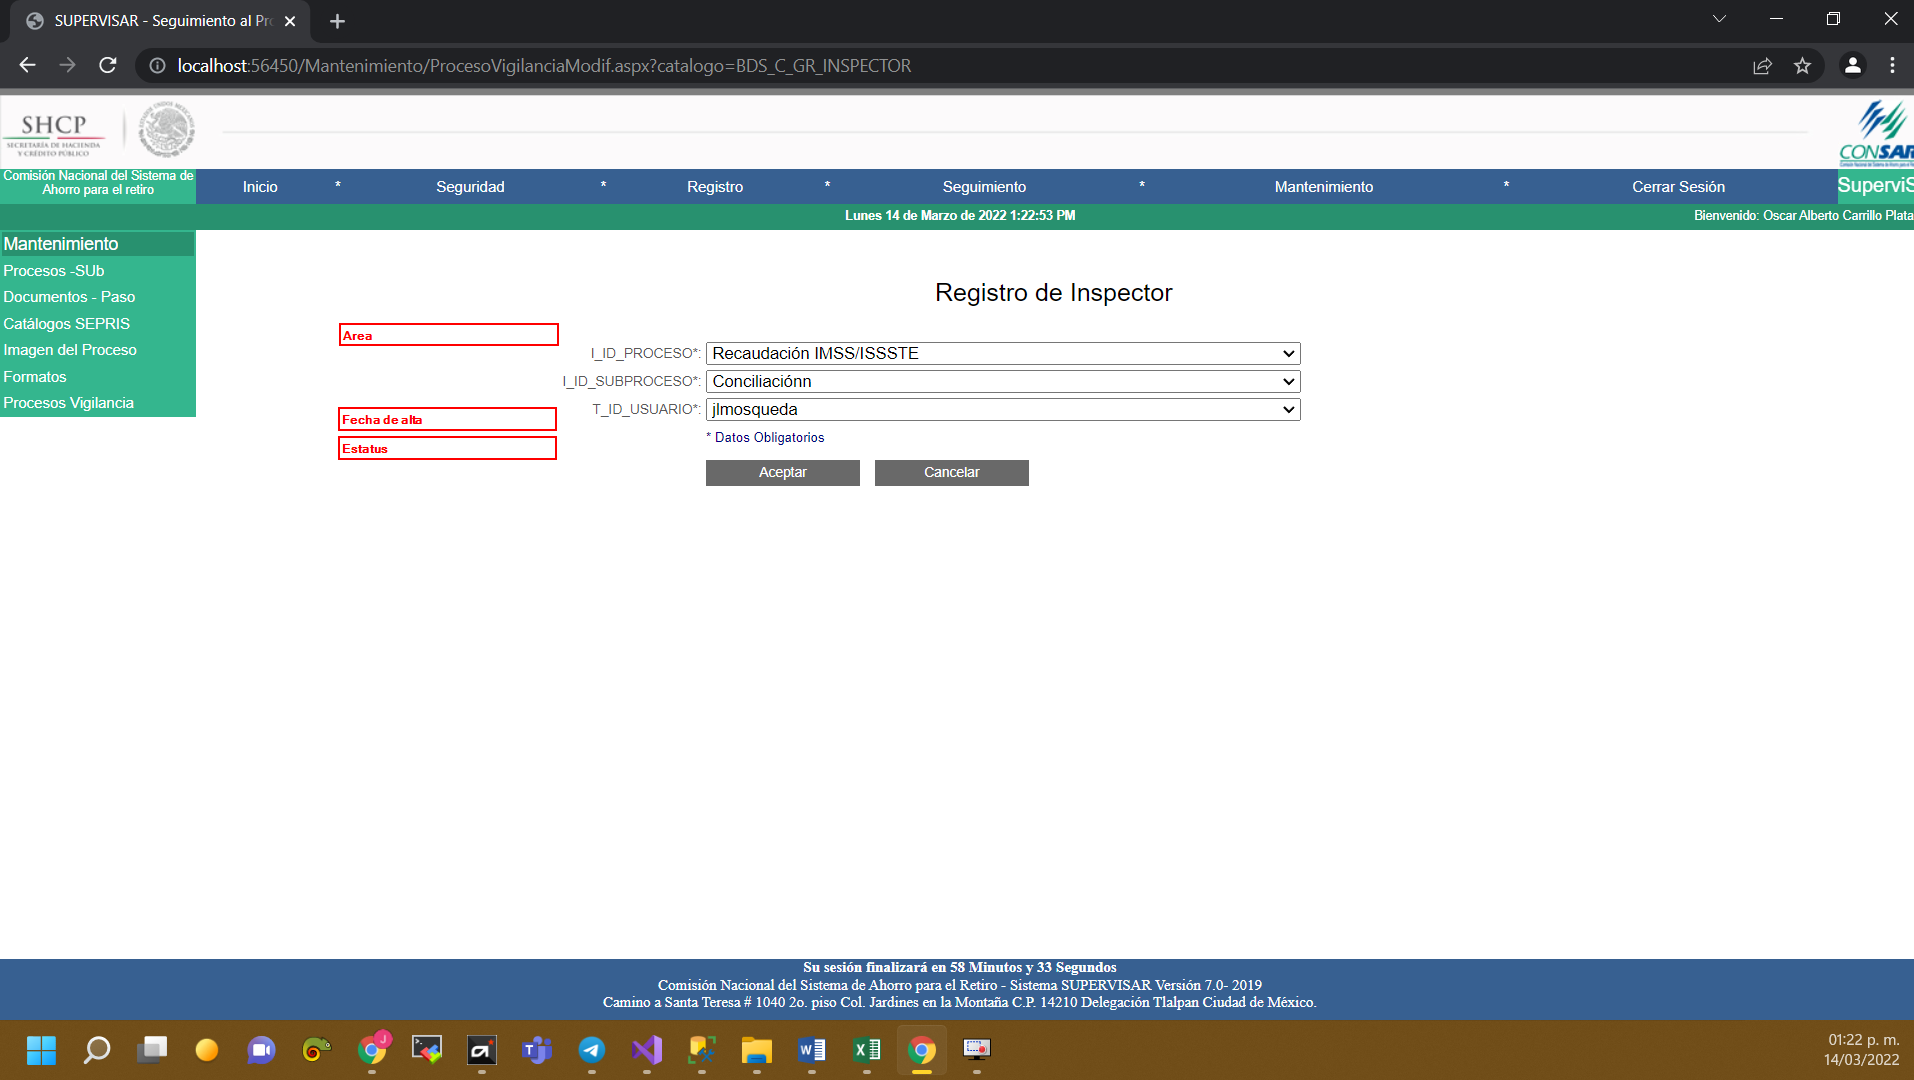 SUPERVISAR - Seguimiento al Pro
localhost:56450/Mantenimiento/ProcesoVigilanciaModif.aspx?catalogo=BDS_C_GR_INSPECTOR
SHCP
SECRETARÍA DE HACIENDA
Y CRÉDITO PÚBLICO
CONSAR
Comisión Nacional del Sistema de
Ahorro para el retiro
Inicio * Seguridad * Registro * Seguimiento * Mantenimiento * Cerrar Sesión
SuperviS
Lunes 14 de Marzo de 2022 1:22:53 PM
Bienvenido: Oscar Alberto Carrillo Plata
Mantenimiento
Procesos -SUb
Documentos - Paso
Catálogos SEPRIS
Imagen del Proceso
Formatos
Procesos Vigilancia
Registro de Inspector
Area
I_ID_PROCESO*: Recaudación IMSS/ISSSTE
I_ID_SUBPROCESO*: Conciliaciónn
T_ID_USUARIO*: jlmosqueda
Fecha de alta
* Datos Obligatorios
Estatus
Aceptar Cancelar
Su sesión finalizará en 58 Minutos y 33 Segundos
Comisión Nacional del Sistema de Ahorro para el Retiro - Sistema SUPERVISAR Versión 7.0- 2019
Camino a Santa Teresa # 1040 2o. piso Col. Jardines en la Montaña C.P. 14210 Delegación Tlalpan Ciudad de México.
J
01:22 p. m.
14/03/2022